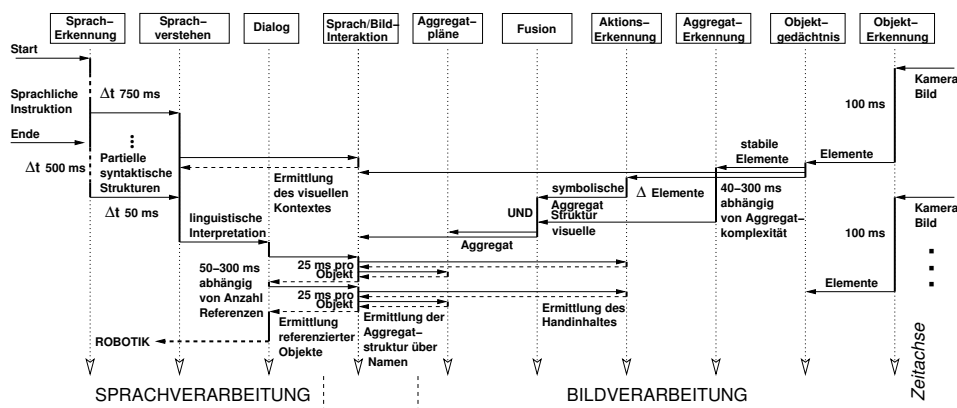 Sprach–
Erkennung
Sprach–
verstehen
Dialog
Sprach/Bild–
Interaktion
Aggregat–
pläne
Fusion
Aktions–
Erkennung
Aggregat–
Erkennung
Objekt–
gedächtnis
Objekt–
Erkennung
Start
Sprachliche
Instruktion
Ende
Δt 750 ms
Δt 500 ms
Partielle
syntaktische
Strukturen
Δt 50 ms
linguistische
Interpretation
Ermittlung
des visuellen
Kontextes
50–300 ms
abhängig
von Anzahl
Referenzen
25 ms pro
Objekt
25 ms pro
Objekt
Ermittlung
referenzierter
Objekte
ROBOTIK
Ermittlung der
Aggregat–
struktur über
Namen
Aggregat
UND
symbolische
Aggregat
Struktur
visuelle
Δ Elemente
stabile
Elemente
40–300 ms
abhängig
von Aggregat–
komplexität
Ermittlung des
Handinhaltes
Elemente
100 ms
Kamera
Bild
100 ms
Kamera
Bild
Elemente
Zeitachse
SPRACHVERARBEITUNG
BILDVERARBEITUNG